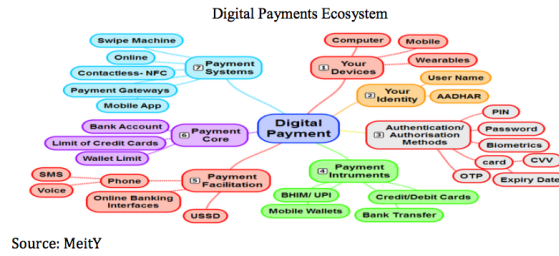 Digital Payments Ecosystem
Digital
Payment
1 Your
Devices
Computer
Mobile
Wearables
2 Your
Identity
User Name
AADHAR
3 Authentication/
Authorisation
Methods
PIN
Password
Biometrics
card
CVV
Expiry Date
OTP
4 Payment
Intruments
BHIM/ UPI
Mobile Wallets
Credit/Debit Cards
Bank Transfer
5 Payment
Facilitation
Phone
SMS
Voice
Online Banking
Interfaces
USSD
6 Payment
Core
Bank Account
Limit of Credit Cards
Wallet Limit
7 Payment
Systems
Swipe Machine
Online
Contactless- NFC
Payment Gateways
Mobile App
Source: MeitY